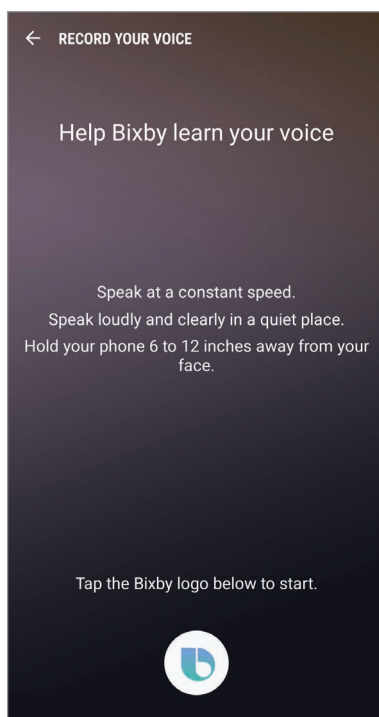 RECORD YOUR VOICE
Help Bixby learn your voice
Speak at a constant speed.
Speak loudly and clearly in a quiet place.
Hold your phone 6 to 12 inches away from your
face.
Tap the Bixby logo below to start.